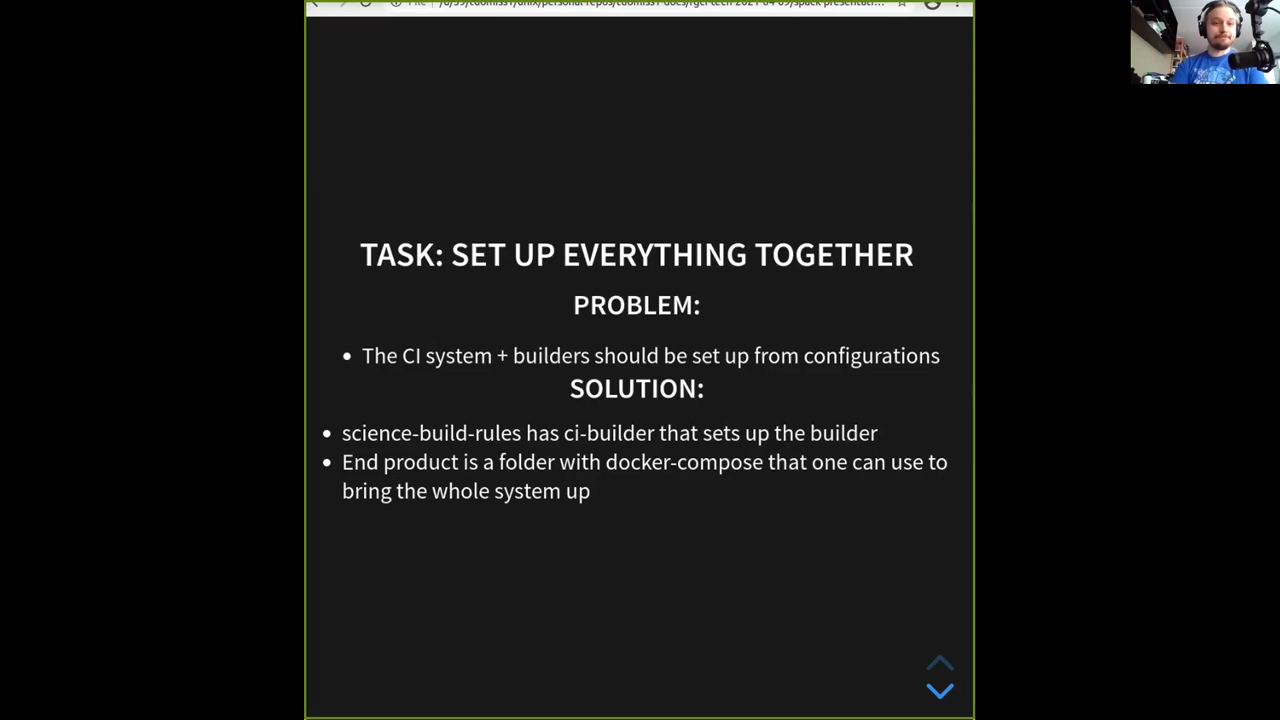 TASK: SET UP EVERYTHING TOGETHER
PROBLEM:
• The CI system + builders should be set up from configurations
SOLUTION:
• science-build-rules has ci-builder that sets up the builder
• End product is a folder with docker-compose that one can use to
bring the whole system up